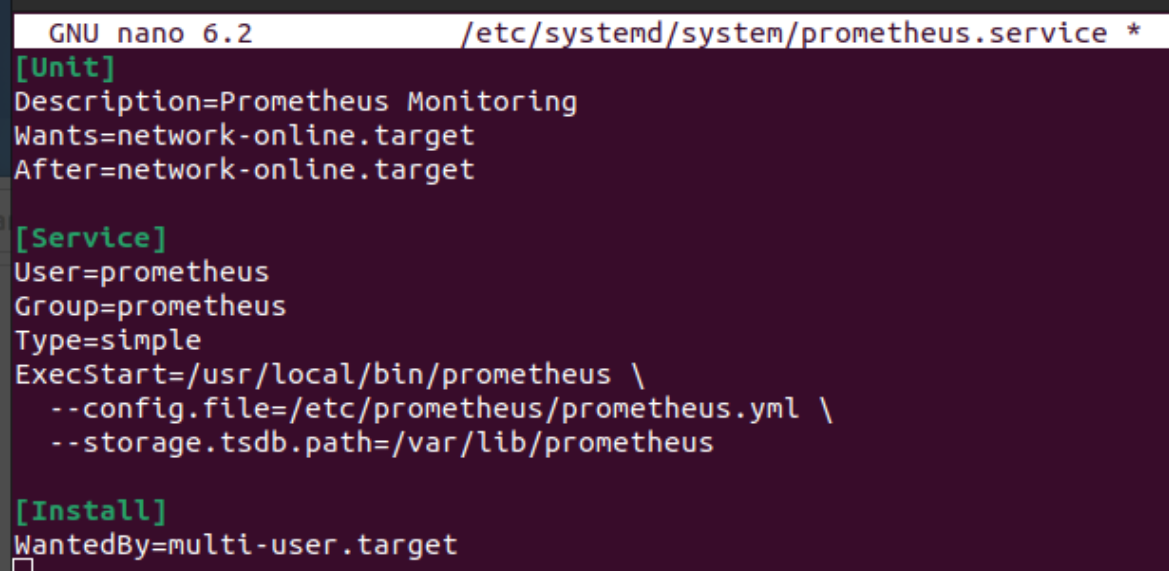 GNU nano 6.2 /etc/systemd/system/prometheus.service *
[Unit]
Description=Prometheus Monitoring
Wants=network-online.target
After=network-online.target
[Service]
User=prometheus
Group=prometheus
Type=simple
ExecStart=/usr/local/bin/prometheus \
  --config.file=/etc/prometheus/prometheus.yml \
  --storage.tsdb.path=/var/lib/prometheus
[Install]
WantedBy=multi-user.target